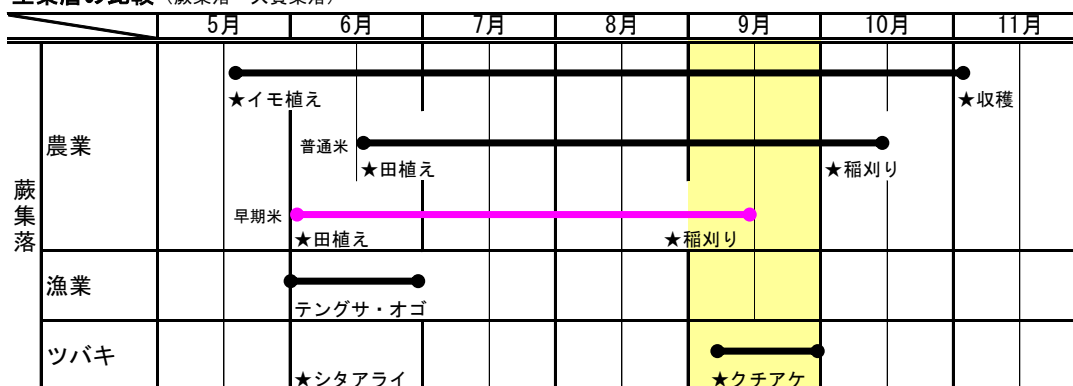 5月 6月 7月 8月 9月 10月 11月
蕨集落
農業
★イモ植え ★収穫
普通米
★田植え ★稲刈り
早期米
★田植え ★稲刈り
漁業
テングサ・オゴ
ツバキ
★シタアライ ★クチアケ